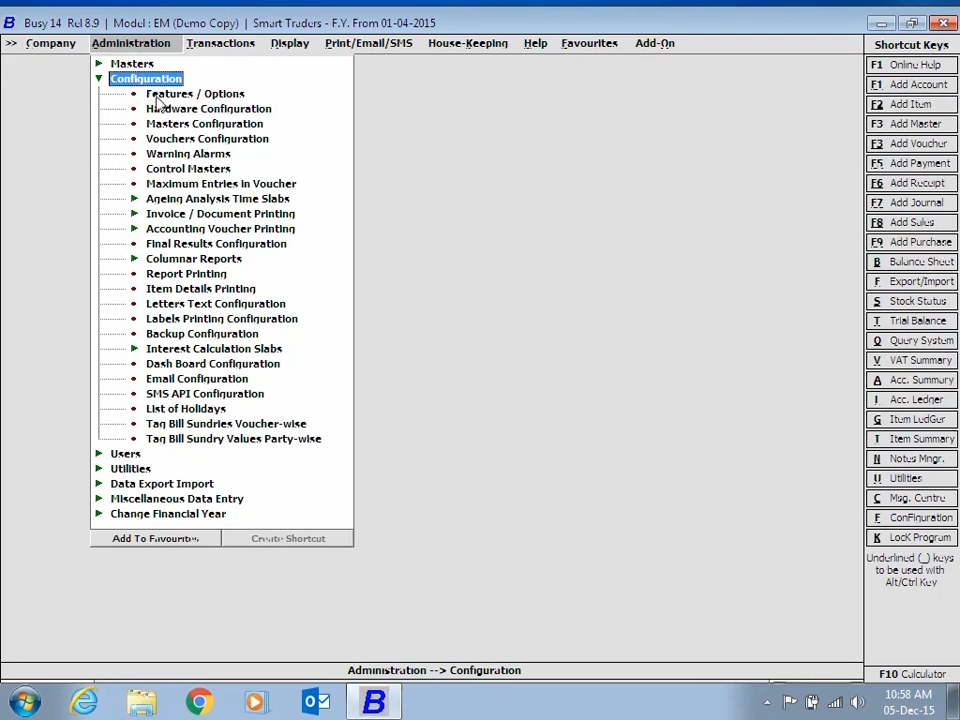 B Busy 14 Rel 8.9 | Model : EM (Demo Copy) | Smart Traders - F.Y. From 01-04-2015
>> Company Administration Transactions Display Print/Email/SMS House-Keeping Help Favourites Add-On
Masters
Configuration
Features / Options
Hardware Configuration
Masters Configuration
Vouchers Configuration
Warning Alarms
Control Masters
Maximum Entries in Voucher
Ageing Analysis Time Slabs
Invoice / Document Printing
Accounting Voucher Printing
Final Results Configuration
Columnar Reports
Report Printing
Item Details Printing
Letters Text Configuration
Labels Printing Configuration
Backup Configuration
Interest Calculation Slabs
Dash Board Configuration
Email Configuration
SMS API Configuration
List of Holidays
Tag Bill Sundries Voucher-wise
Tag Bill Sundry Values Party-wise
Users
Utilities
Data Export Import
Miscellaneous Data Entry
Change Financial Year
Add To Favourites Create Shortcut
Shortcut Keys
F1 Online Help
F1 Add Account
F2 Add Item
F3 Add Master
F3 Add Voucher
F5 Add Payment
F6 Add Receipt
F7 Add Journal
F8 Add Sales
F9 Add Purchase
B Balance Sheet
F Export/Import
S Stock Status
T Trial Balance
Q Query System
V VAT Summary
A Acc. Summary
Acc. Ledger
G Item LedGer
T Item Summary
N Notes Mngr.
U Utilities
C Msg. Centre
F ConFiguration
K LocK Program
Underlined (_) keys
to be used with
Alt/Ctrl Key
Administration --> Configuration
F10 Calculator
B
10:58 AM
05-Dec-15